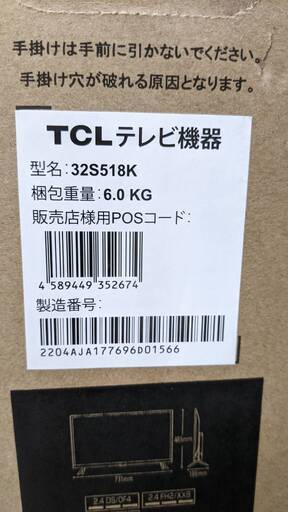 手掛けは手前に引かないでください。
手掛け穴が破れる原因となります。
TCLテレビ機器
型名:32S518K
梱包重量: 6.0 KG
販売店様用POSコード:
4 589449 352674
製造番号:
2204AJA177696D01566